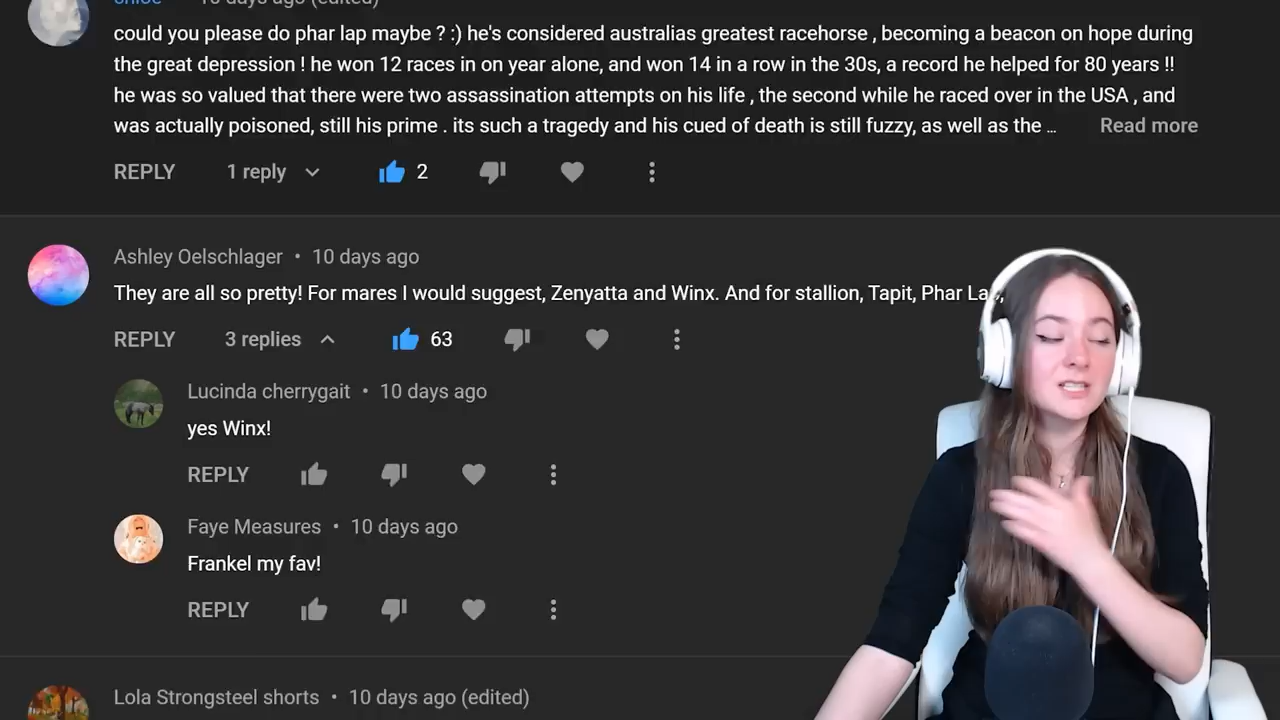 10 days ago (edited)
could you please do phar lap maybe ? :) he's considered australias greatest racehorse , becoming a beacon on hope during
the great depression ! he won 12 races in on year alone, and won 14 in a row in the 30s, a record he helped for 80 years !!
he was so valued that there were two assassination attempts on his life , the second while he raced over in the USA , and
was actually poisoned, still his prime . its such a tragedy and his cued of death is still fuzzy, as well as the ... Read more
REPLY 1 reply 2
Ashley Oelschlager • 10 days ago
They are all so pretty! For mares I would suggest, Zenyatta and Winx. And for stallion, Tapit, Phar Lap,
REPLY 3 replies 63
Lucinda cherrygait • 10 days ago
yes Winx!
REPLY
Faye Measures • 10 days ago
Frankel my fav!
REPLY
Lola Strongsteel shorts • 10 days ago (edited)